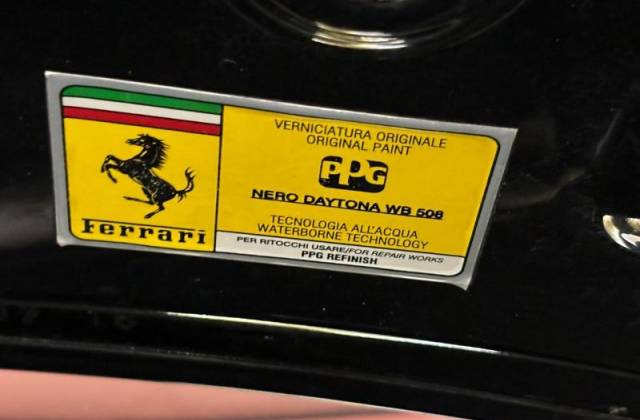 Ferrari
VERNICIATURA ORIGINALE
ORIGINAL PAINT
PPG
NERO DAYTONA WB 508
TECNOLOGIA ALL'ACQUA
WATERBORNE TECHNOLOGY
PER RITOCCHI USARE/FOR REPAIR WORKS
PPG REFINISH